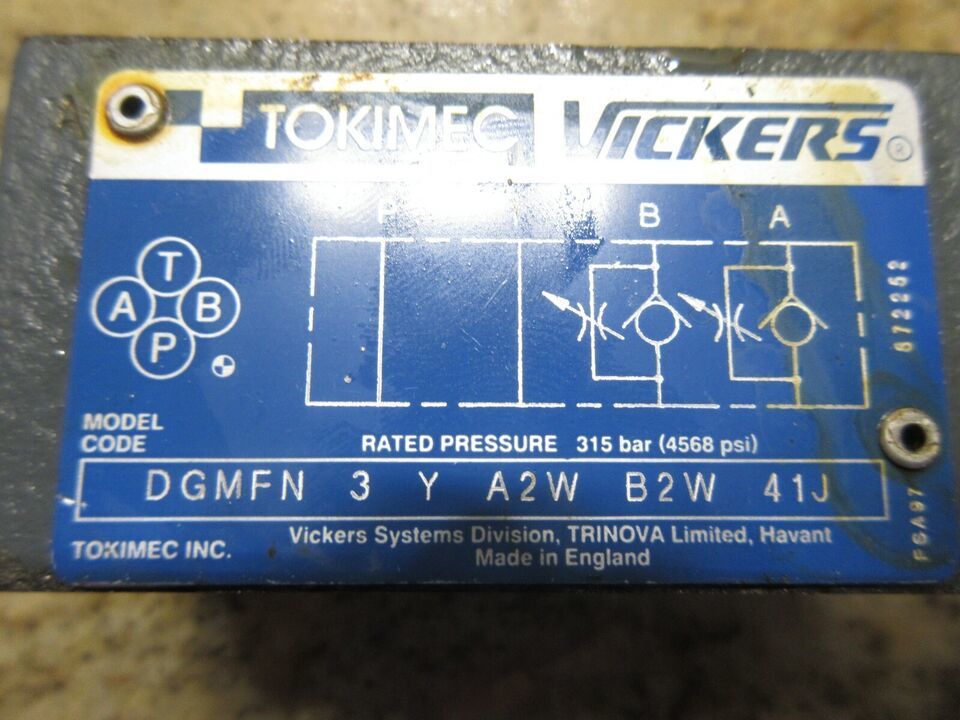 TOKIMEC VICKERS ®
P B A
T
A B
P
MODEL
CODE
RATED PRESSURE 315 bar (4568 psi)
DGMFN 3 Y A2W B2W 41J
TOKIMEC INC.
Vickers Systems Division, TRINOVA Limited, Havant
Made in England
672252